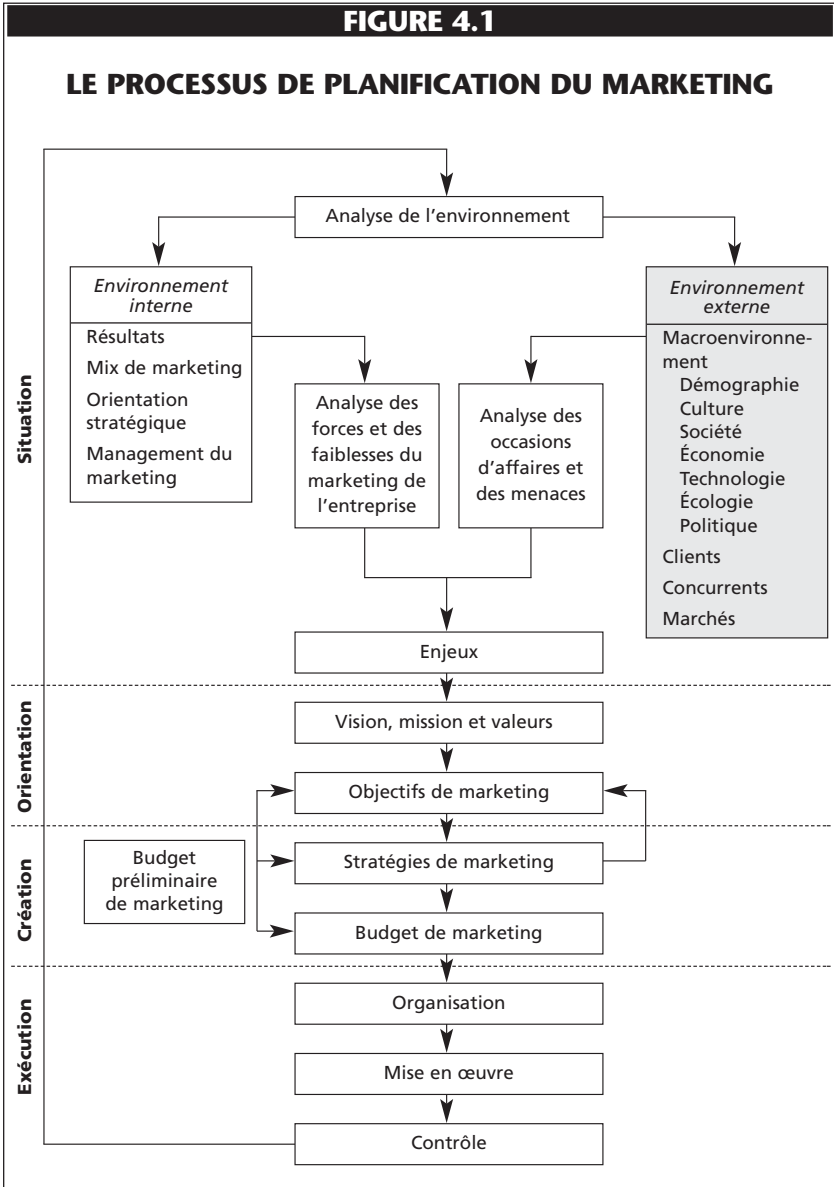 FIGURE 4.1
LE PROCESSUS DE PLANIFICATION DU MARKETING
Situation
Analyse de l’environnement
Environnement
interne
Résultats
Mix de marketing
Orientation
stratégique
Management du
marketing
Analyse des
forces et des
faiblesses du
marketing de
l’entreprise
Analyse des
occasions
d’affaires et
des menaces
Environnement
externe
Macroenvironne-
ment
Démographie
Culture
Société
Économie
Technologie
Écologie
Politique
Clients
Concurrents
Marchés
Enjeux
Orientation
Vision, mission et valeurs
Objectifs de marketing
Création
Budget
préliminaire
de marketing
Stratégies de marketing
Budget de marketing
Exécution
Organisation
Mise en œuvre
Contrôle